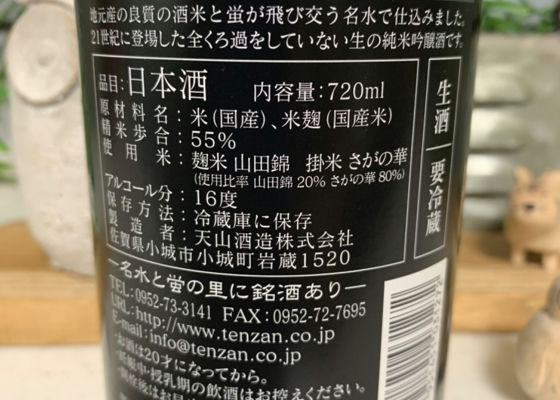 地元産の良質の酒米と蛍が飛び交う名水で仕込みました。
21世紀に登場した全くろ過をしていない生の純米吟醸酒です。
品目：日本酒　内容量：720ml
原材料名：米（国産）、米麹（国産米）
精米歩合：55%
使用米：麹米 山田錦　掛米 さがの華
（使用比率 山田錦 20% さがの華 80%）
アルコール分：16度
保存方法：冷蔵庫に保存
製造者：天山酒造株式会社
佐賀県小城市小城町岩蔵1520
生酒｜要冷蔵
―名水と蛍の里に銘酒あり―
TEL：0952-73-3141　FAX：0952-72-7695
URL：http://www.tenzan.co.jp
E-mail：info@tenzan.co.jp
・お酒は20才になってから。
・妊娠中・授乳期の飲酒はお控えください。